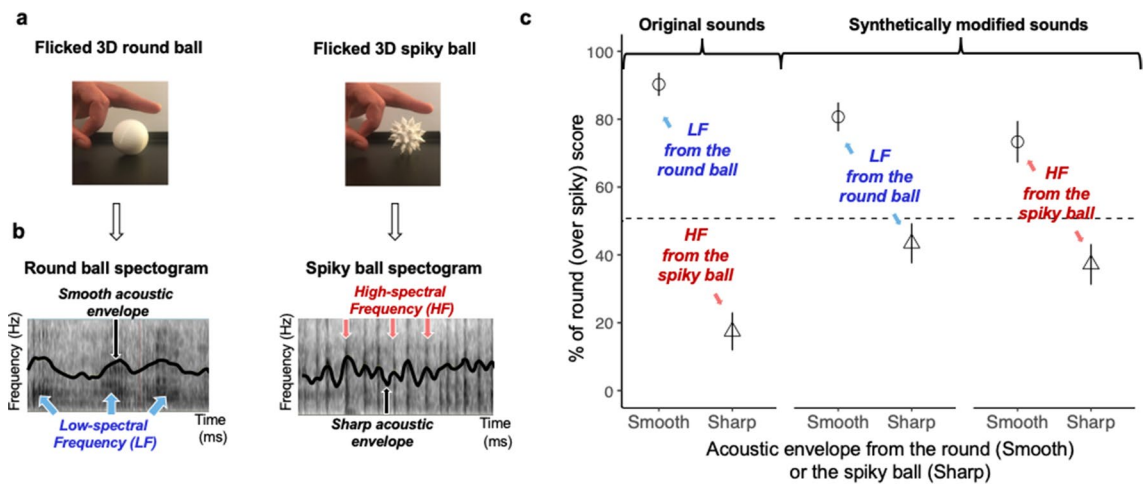 a
Flicked 3D round ball
Flicked 3D spiky ball
b
Round ball spectogram
Smooth acoustic
envelope
Frequency (Hz)
Low-spectral
Frequency (LF)
Time
(ms)
Spiky ball spectogram
High-spectral
Frequency (HF)
Frequency (Hz)
Sharp acoustic
envelope
Time
(ms)
c
Original sounds
Synthetically modified sounds
% of round (over spiky) score
100
80
60
40
20
0
LF
from the
round ball
HF
from the
spiky ball
LF
from the
round ball
HF
from the
spiky ball
Smooth Sharp
Smooth Sharp
Smooth Sharp
Acoustic envelope from the round (Smooth)
or the spiky ball (Sharp)